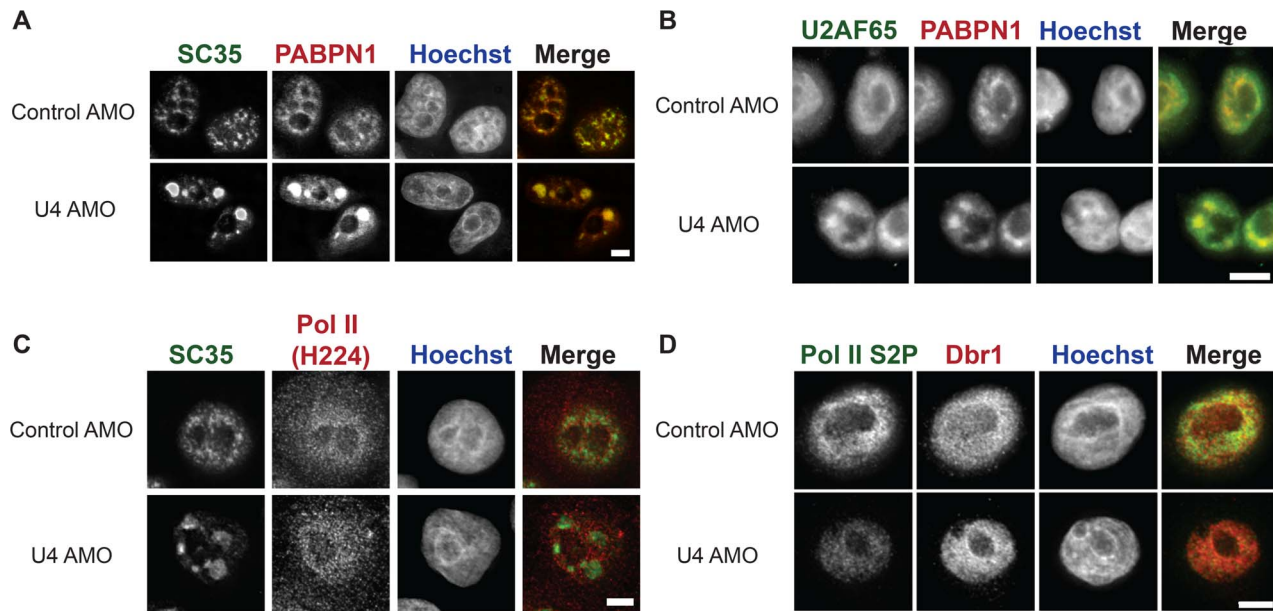 A
SC35 PABPN1 Hoechst Merge
Control AMO
U4 AMO
B
U2AF65 PABPN1 Hoechst Merge
Control AMO
U4 AMO
C
SC35 Pol II (H224) Hoechst Merge
Control AMO
U4 AMO
D
Pol II S2P Dbr1 Hoechst Merge
Control AMO
U4 AMO